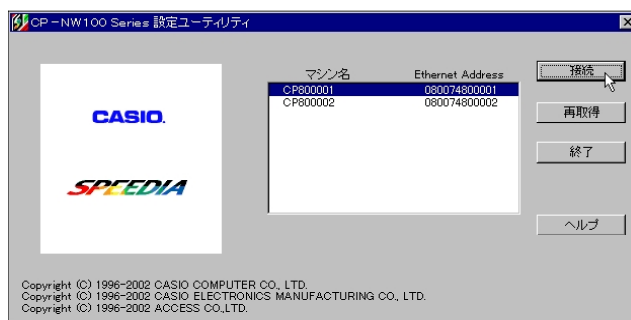 CP-NW100 Series 設定ユーティリティ
マシン名 Ethernet Address
CP800001 080074800001
CP800002 080074800002
接続
再取得
終了
ヘルプ
CASIO.
SPEEDIA
Copyright (C) 1996-2002 CASIO COMPUTER CO., LTD.
Copyright (C) 1996-2002 CASIO ELECTRONICS MANUFACTURING CO., LTD.
Copyright (C) 1996-2002 ACCESS CO.,LTD.